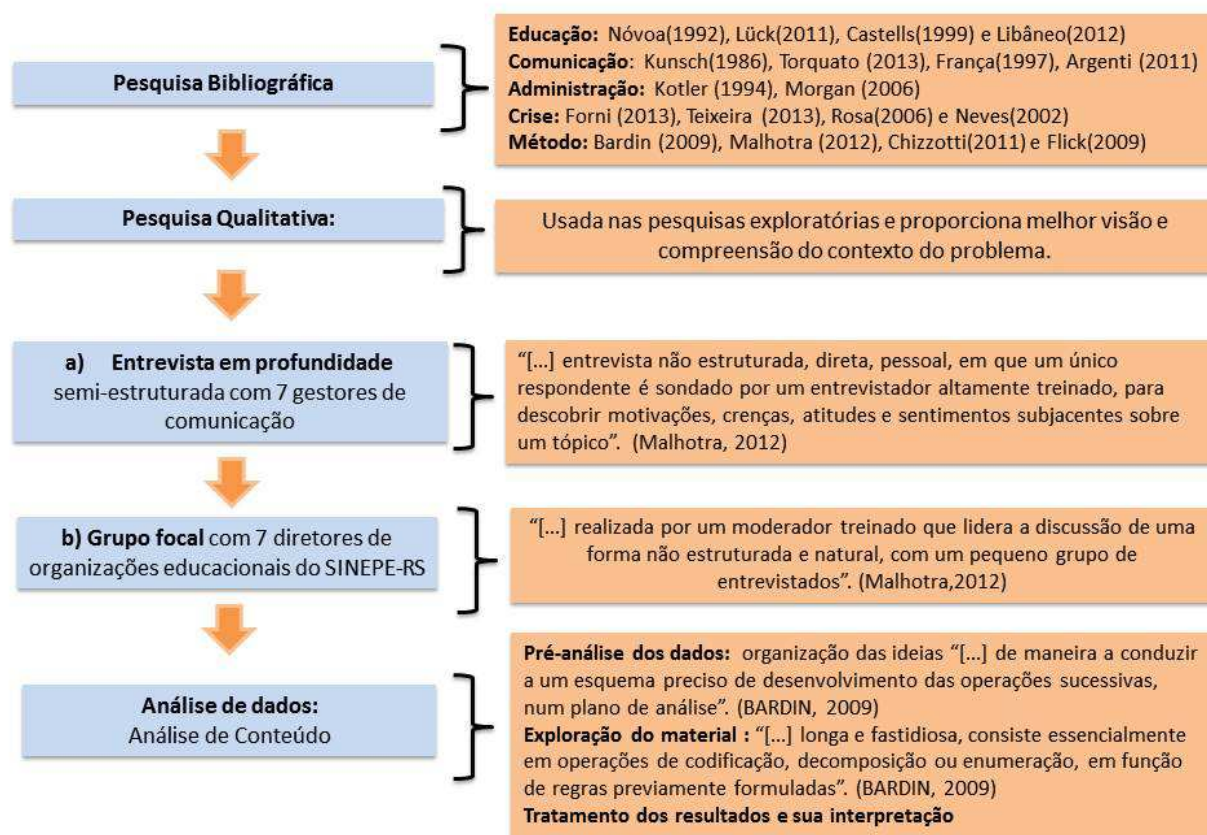 Pesquisa Bibliográfica
Educação: Nóvoa(1992), Lück(2011), Castells(1999) e Libâneo(2012)
Comunicação: Kunsch(1986), Torquato (2013), França(1997), Argenti (2011)
Administração: Kotler (1994), Morgan (2006)
Crise: Forni (2013), Teixeira (2013), Rosa(2006) e Neves(2002)
Método: Bardin (2009), Malhotra (2012), Chizzotti(2011) e Flick(2009)
Pesquisa Qualitativa:
Usada nas pesquisas exploratórias e proporciona melhor visão e
compreensão do contexto do problema.
a) Entrevista em profundidade
semi-estruturada com 7 gestores de
comunicação
“[...] entrevista não estruturada, direta, pessoal, em que um único
respondente é sondado por um entrevistador altamente treinado, para
descobrir motivações, crenças, atitudes e sentimentos subjacentes sobre
um tópico”. (Malhotra, 2012)
b) Grupo focal com 7 diretores de
organizações educacionais do SINEPE-RS
“[...] realizada por um moderador treinado que lidera a discussão de uma
forma não estruturada e natural, com um pequeno grupo de
entrevistados”. (Malhotra,2012)
Análise de dados:
Análise de Conteúdo
Pré-análise dos dados: organização das ideias “[...] de maneira a conduzir
a um esquema preciso de desenvolvimento das operações sucessivas,
num plano de análise”. (BARDIN, 2009)
Exploração do material : “[...] longa e fastidiosa, consiste essencialmente
em operações de codificação, decomposição ou enumeração, em função
de regras previamente formuladas”. (BARDIN, 2009)
Tratamento dos resultados e sua interpretação